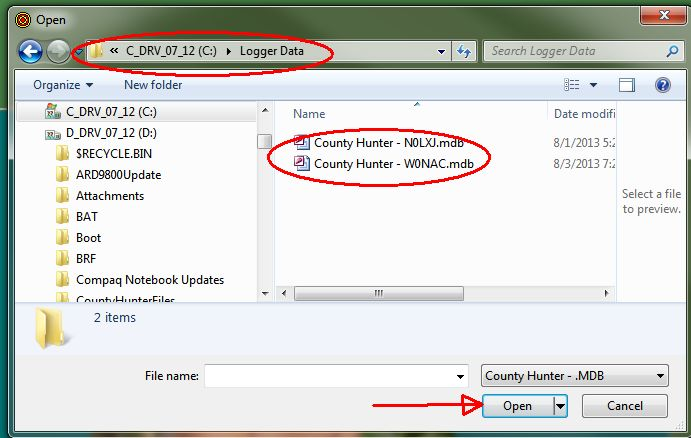 Open
« C_DRV_07_12 (C:) Logger Data
Search Logger Data
Organize New folder
C_DRV_07_12 (C:)
D_DRV_07_12 (D:)
$RECYCLE.BIN
ARD9800Update
Attachments
BAT
Boot
BRF
Compaq Notebook Updates
CountyHunterFiles
Name Date modifi
County Hunter - N0LXJ.mdb 8/1/2013 5:2
County Hunter - W0NAC.mdb 8/3/2013 7:2
Select a file
to preview.
2 items
File name: County Hunter - .MDB
Open Cancel